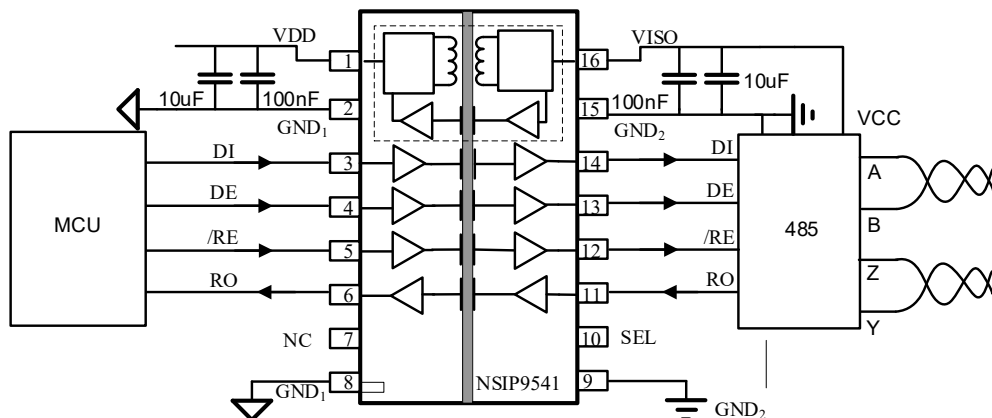 VDD
1
16
VISO
10uF
100nF
2
15
100nF
10uF
GND1
GND2
VCC
DI
3
14
DI
A
DE
4
13
DE
B
MCU
485
/RE
5
12
/RE
Z
RO
6
11
RO
Y
NC
7
10
SEL
GND1
8
NSIP9541
9
GND2